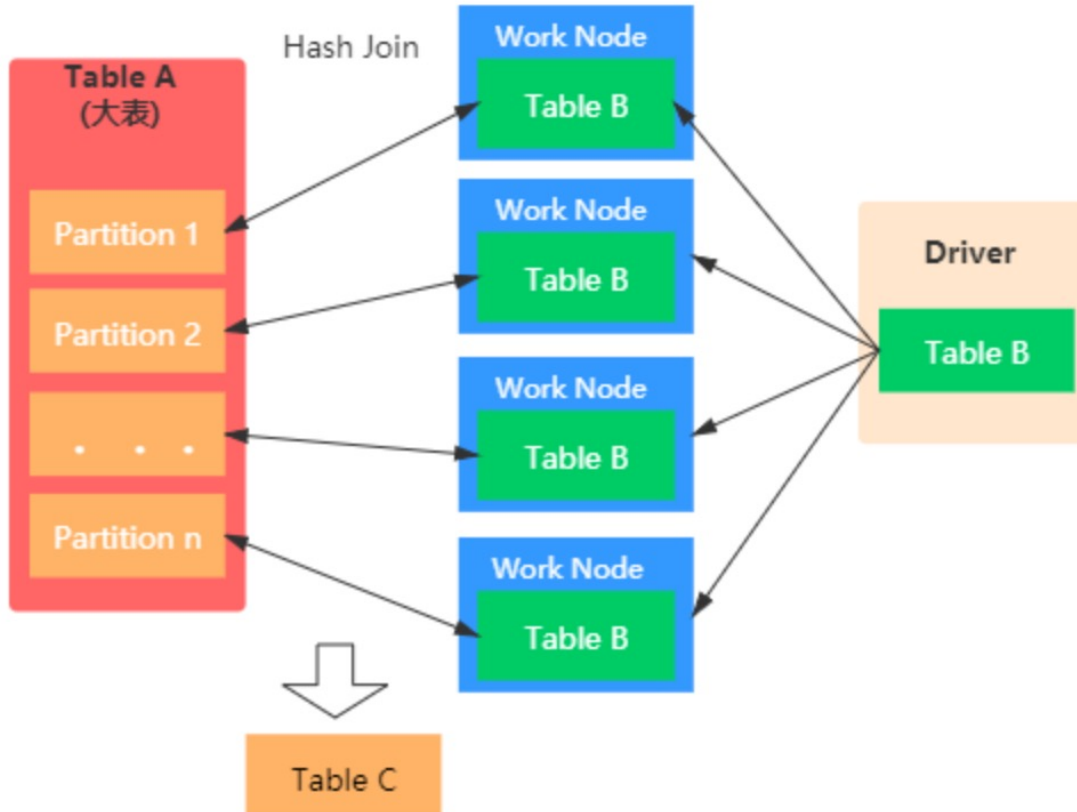 Hash Join
Table A
(大表)
Partition 1
Partition 2
. . .
Partition n
Work Node
Table B
Work Node
Table B
Work Node
Table B
Work Node
Table B
Driver
Table B
Table C